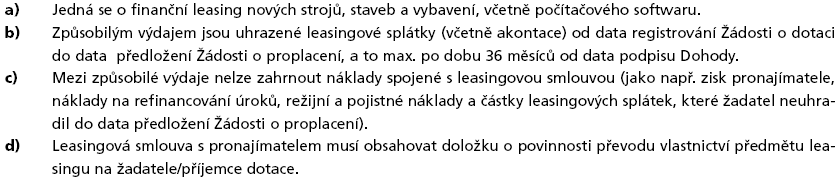 a) Jedná se o finanční leasing nových strojů, staveb a vybavení, včetně počítačového softwaru.
b) Způsobilým výdajem jsou uhrazené leasingové splátky (včetně akontace) od data registrování Žádosti o dotaci
do data předložení Žádosti o proplacení, a to max. po dobu 36 měsíců od data podpisu Dohody.
c) Mezi způsobilé výdaje nelze zahrnout náklady spojené s leasingovou smlouvou (jako např. zisk pronajímatele,
náklady na refinancování úroků, režijní a pojistné náklady a částky leasingových splátek, které žadatel neuhra-
dil do data předložení Žádosti o proplacení).
d) Leasingová smlouva s pronajímatelem musí obsahovat doložku o povinnosti převodu vlastnictví předmětu lea-
singu na žadatele/příjemce dotace.